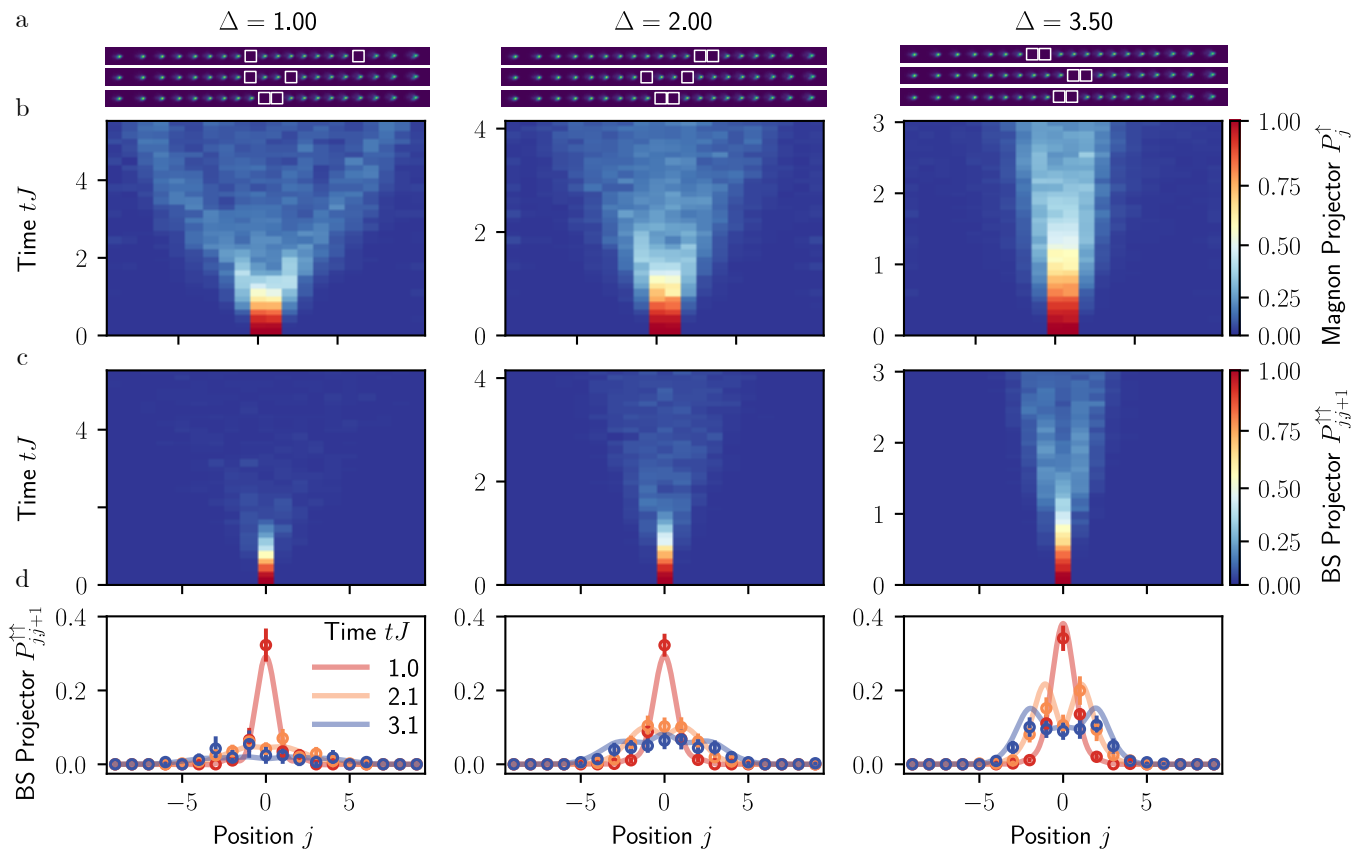 a
Δ = 1.00
Δ = 2.00
Δ = 3.50
b
Time tJ
4
2
0
4
2
0
3
2
1
0
1.00
0.75
0.50
0.25
0.00
Magnon Projector P_j^↑
c
Time tJ
4
0
4
2
0
3
2
1
0
1.00
0.75
0.50
0.25
0.00
BS Projector P_{j,j+1}^{↑↑}
d
BS Projector P_{j,j+1}^{↑↑}
0.4
0.2
0.0
Time tJ
1.0
2.1
3.1
0.4
0.2
0.0
0.4
0.2
0.0
−5 0 5
−5 0 5
−5 0 5
Position j
Position j
Position j